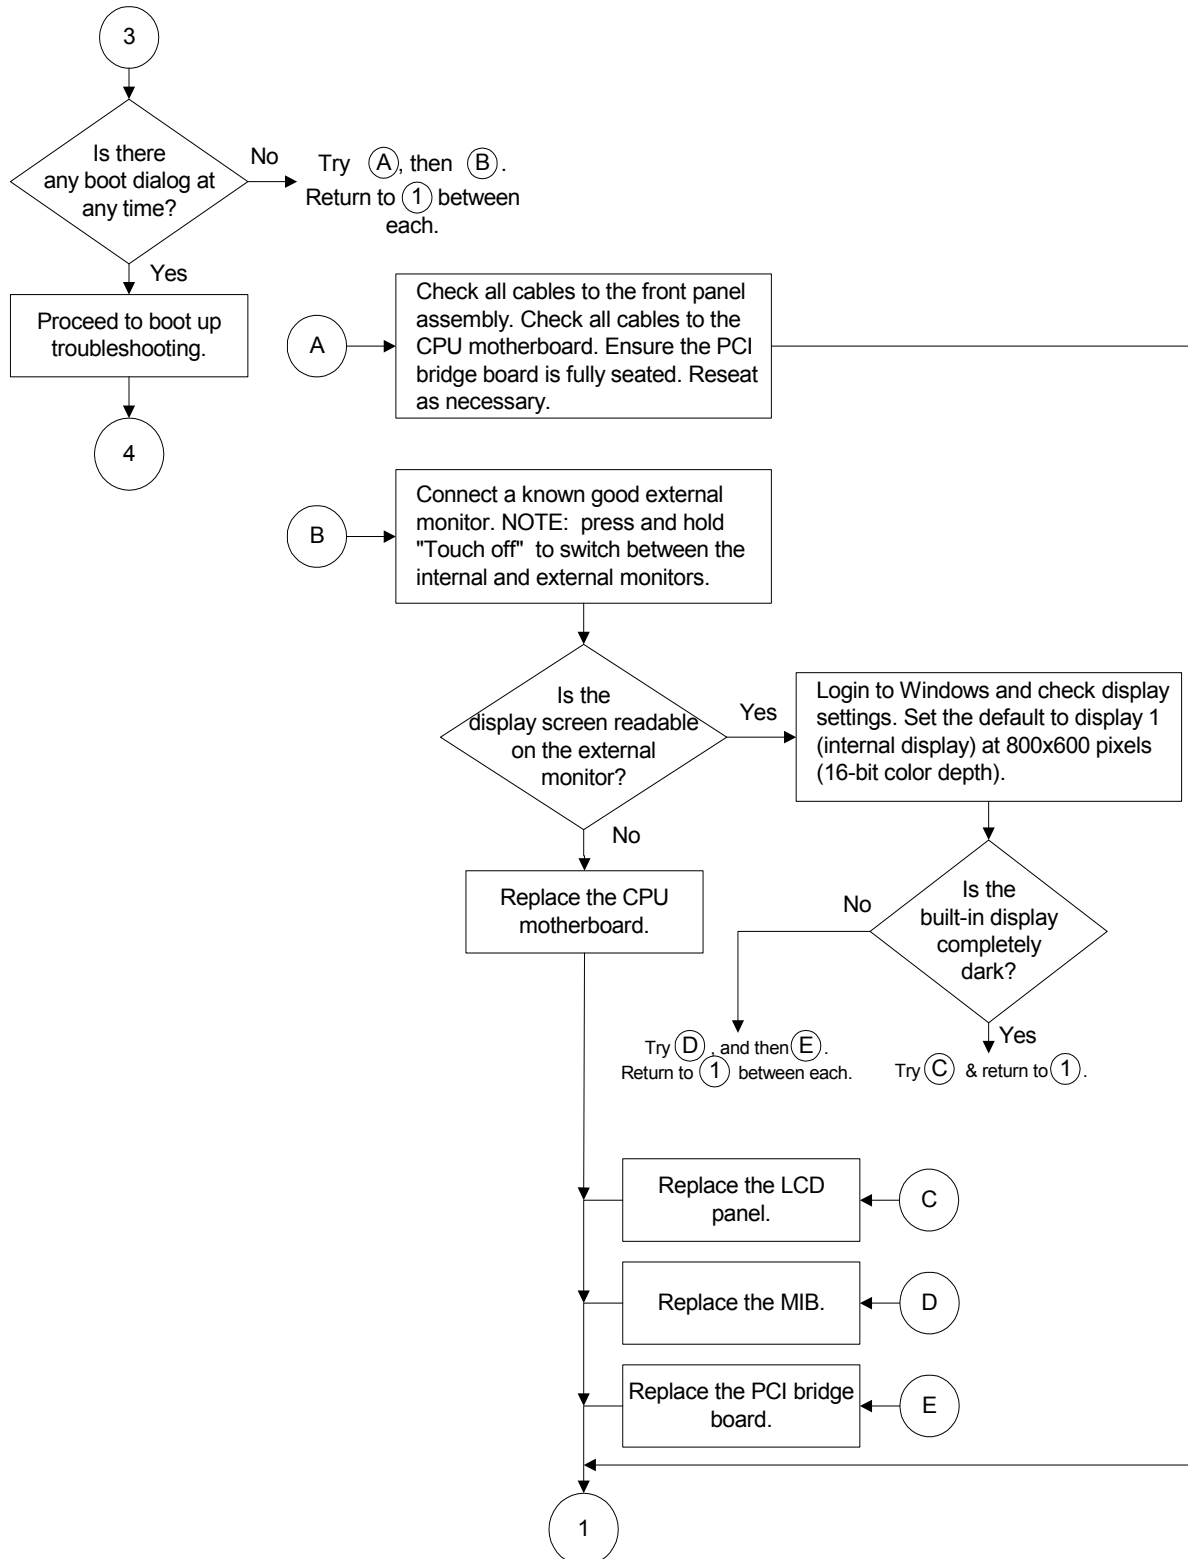 3
Is there
any boot dialog at
any time?
No
Try A, then B.
Return to 1 between
each.
Yes
Proceed to boot up
troubleshooting.
4
A
Check all cables to the front panel
assembly. Check all cables to the
CPU motherboard. Ensure the PCI
bridge board is fully seated. Reseat
as necessary.
B
Connect a known good external
monitor. NOTE: press and hold
"Touch off" to switch between the
internal and external monitors.
Is the
display screen readable
on the external
monitor?
Yes
Login to Windows and check display
settings. Set the default to display 1
(internal display) at 800x600 pixels
(16-bit color depth).
No
Replace the CPU
motherboard.
Is the
built-in display
completely
dark?
No
Try D, and then E.
Return to 1 between each.
Yes
Try C & return to 1.
Replace the LCD
panel.
C
Replace the MIB.
D
Replace the PCI bridge
board.
E
1